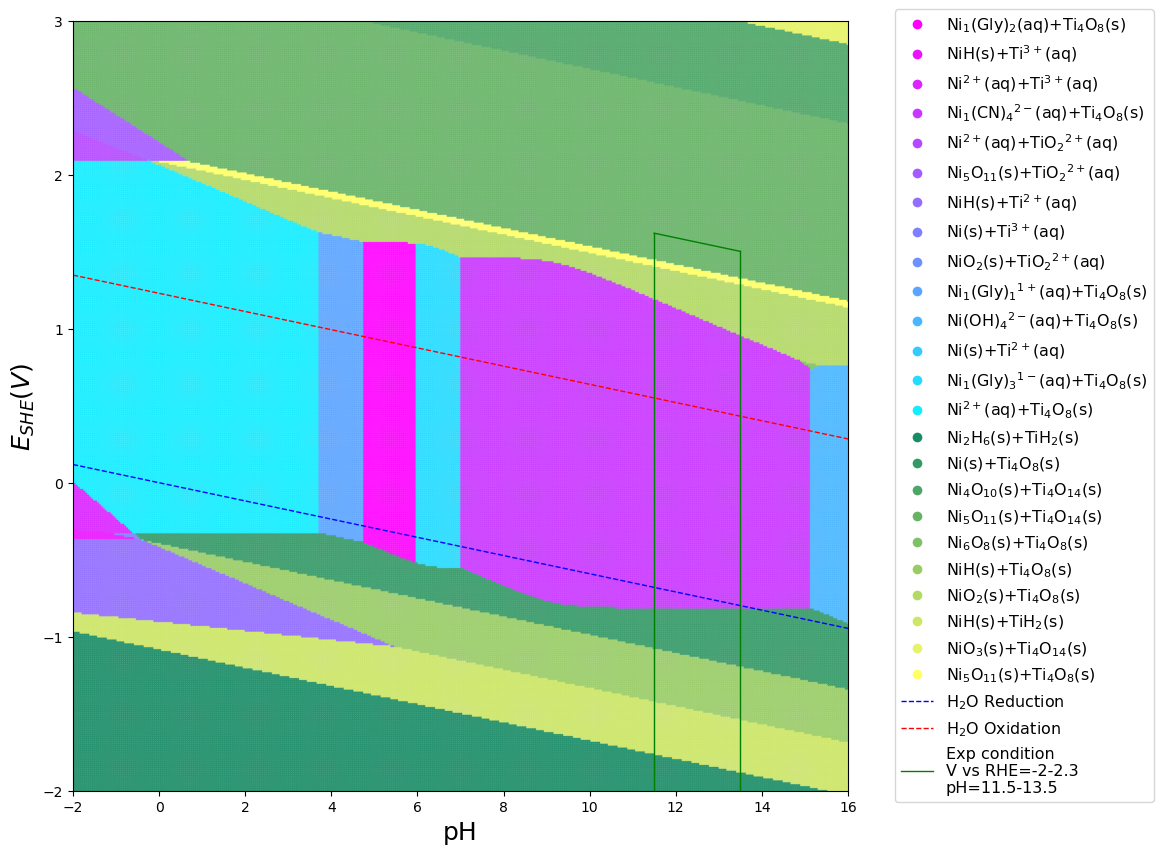 3
2
1
0
−1
−2
E_SHE(V)
−2 0 2 4 6 8 10 12 14 16
pH
Ni₁(Gly)₂(aq)+Ti₄O₈(s)
NiH(s)+Ti³⁺(aq)
Ni²⁺(aq)+Ti³⁺(aq)
Ni₁(CN)₄²⁻(aq)+Ti₄O₈(s)
Ni²⁺(aq)+TiO₂²⁺(aq)
Ni₅O₁₁(s)+TiO₂²⁺(aq)
NiH(s)+Ti²⁺(aq)
Ni(s)+Ti³⁺(aq)
NiO₂(s)+TiO₂²⁺(aq)
Ni₁(Gly)₁¹⁺(aq)+Ti₄O₈(s)
Ni(OH)₄²⁻(aq)+Ti₄O₈(s)
Ni(s)+Ti²⁺(aq)
Ni₁(Gly)₃¹⁻(aq)+Ti₄O₈(s)
Ni²⁺(aq)+Ti₄O₈(s)
Ni₂H₆(s)+TiH₂(s)
Ni(s)+Ti₄O₈(s)
Ni₄O₁₀(s)+Ti₄O₁₄(s)
Ni₅O₁₁(s)+Ti₄O₁₄(s)
Ni₆O₈(s)+Ti₄O₈(s)
NiH(s)+Ti₄O₈(s)
NiO₂(s)+Ti₄O₈(s)
NiH(s)+TiH₂(s)
NiO₃(s)+Ti₄O₁₄(s)
Ni₅O₁₁(s)+Ti₄O₈(s)
H₂O Reduction
H₂O Oxidation
Exp condition
V vs RHE=-2-2.3
pH=11.5-13.5